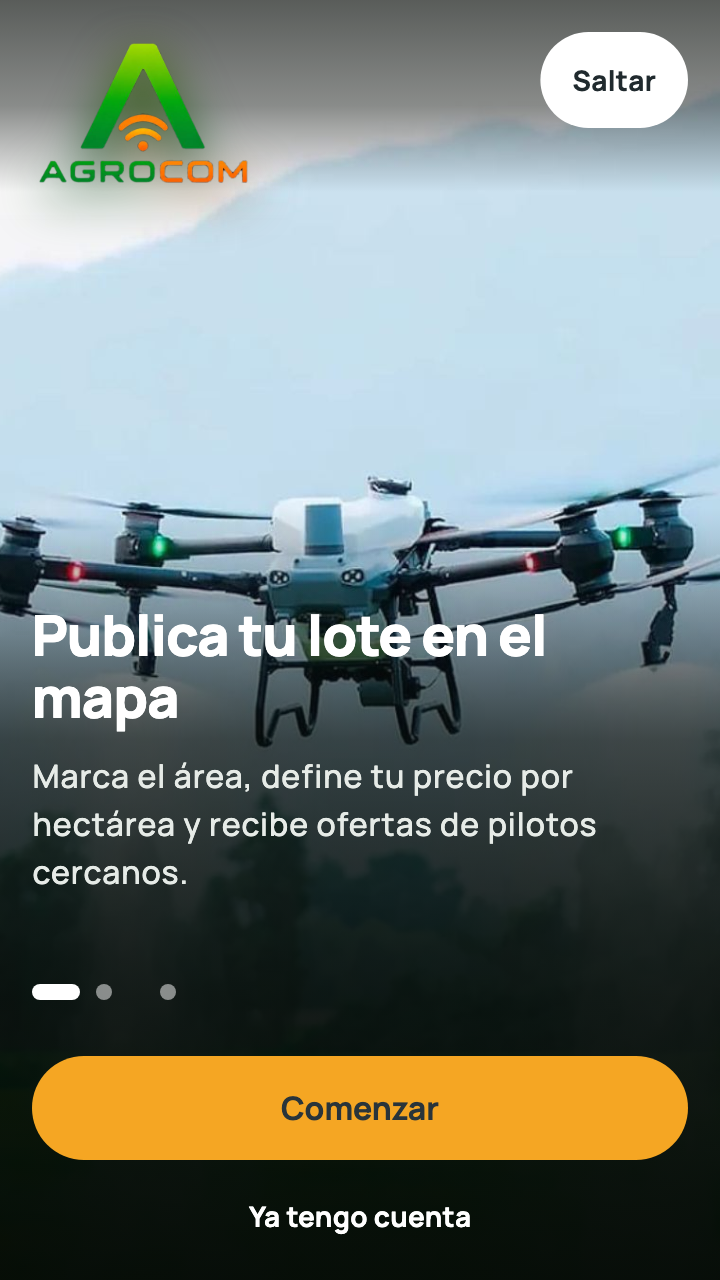 AGROCOM
Saltar
Publica tu lote en el
mapa
Marca el área, define tu precio por
hectárea y recibe ofertas de pilotos
cercanos.
Comenzar
Ya tengo cuenta